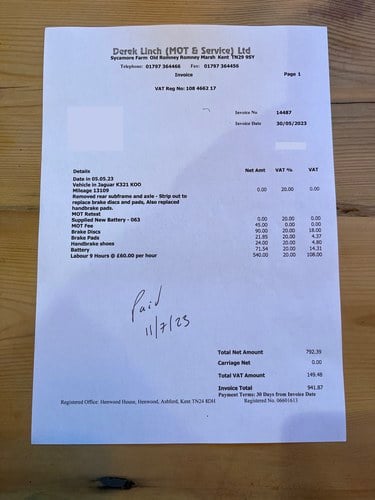 Derek Linch (MOT & Service) Ltd
Sycamore Farm Old Romney Romney Marsh Kent TN29 9SY
Telephone: 01797 364466 Fax: 01797 364456
Invoice Page 1
VAT Reg No: 108 4662 17
Invoice No 14487
Invoice Date 30/05/2023
Details Net Amt VAT % VAT
Date in 05.05.23
Vehicle in Jaguar K321 KOO
Mileage 13109 0.00 20.00 0.00
Removed rear subframe and axle - Strip out to
replace brake discs and pads, Also replaced
handbrake pads.
MOT Retest
Supplied New Battery - 063 0.00 20.00 0.00
MOT Fee 45.00 0.00 0.00
Brake Discs 90.00 20.00 18.00
Brake Pads 21.85 20.00 4.37
Handbrake shoes 24.00 20.00 4.80
Battery 71.54 20.00 14.31
Labour 9 Hours @ £60.00 per hour 540.00 20.00 108.00
Paid
11/7/23
Total Net Amount 792.39
Carriage Net 0.00
Total VAT Amount 149.48
Invoice Total 941.87
Payment Terms: 30 Days from Invoice Date
Registered Office: Henwood House, Henwood, Ashford, Kent TN24 8DH Registered No. 06601613